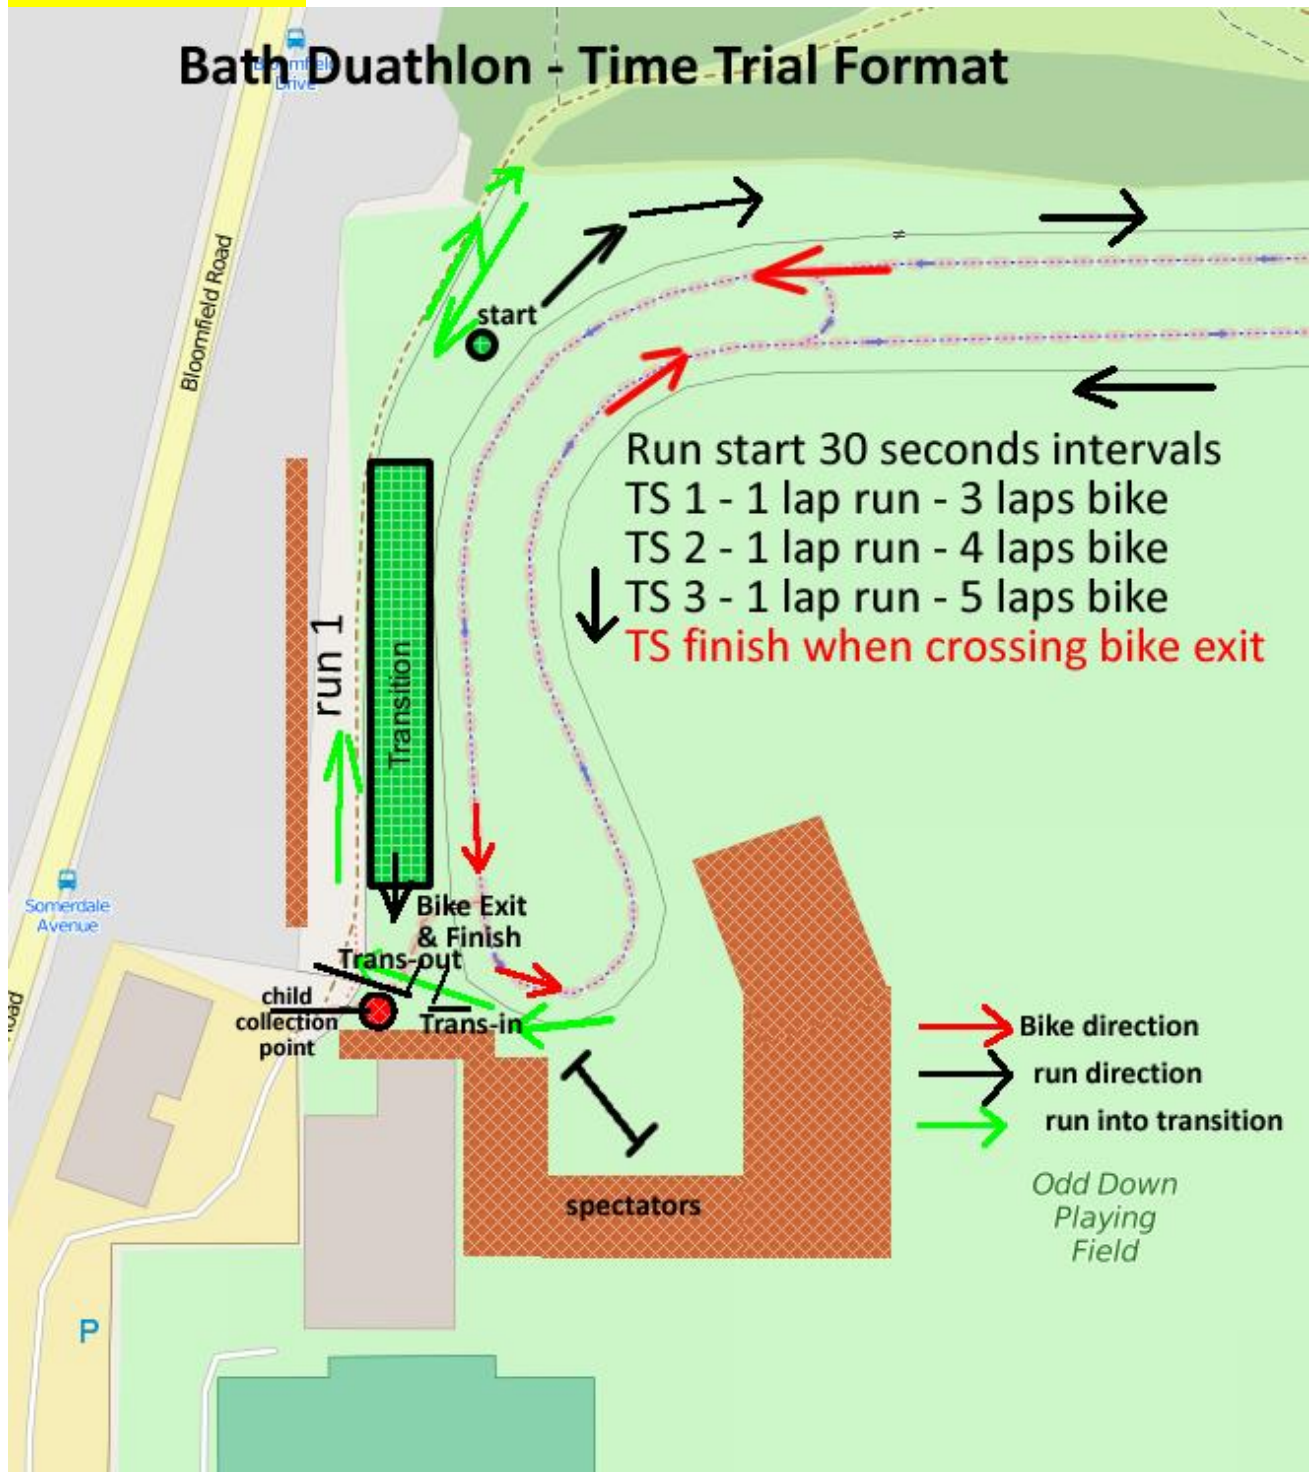 Bath Duathlon - Time Trial Format
Drive
start
Bloomfield Road
Run start 30 seconds intervals
TS 1 - 1 lap run - 3 laps bike
TS 2 - 1 lap run - 4 laps bike
TS 3 - 1 lap run - 5 laps bike
TS finish when crossing bike exit
run 1
Transition
Somerdale
Avenue
Bike Exit
& Finish
Trans-out
child
collection
point
Trans-in
Bike direction
run direction
run into transition
Odd Down
Playing
Field
spectators
P